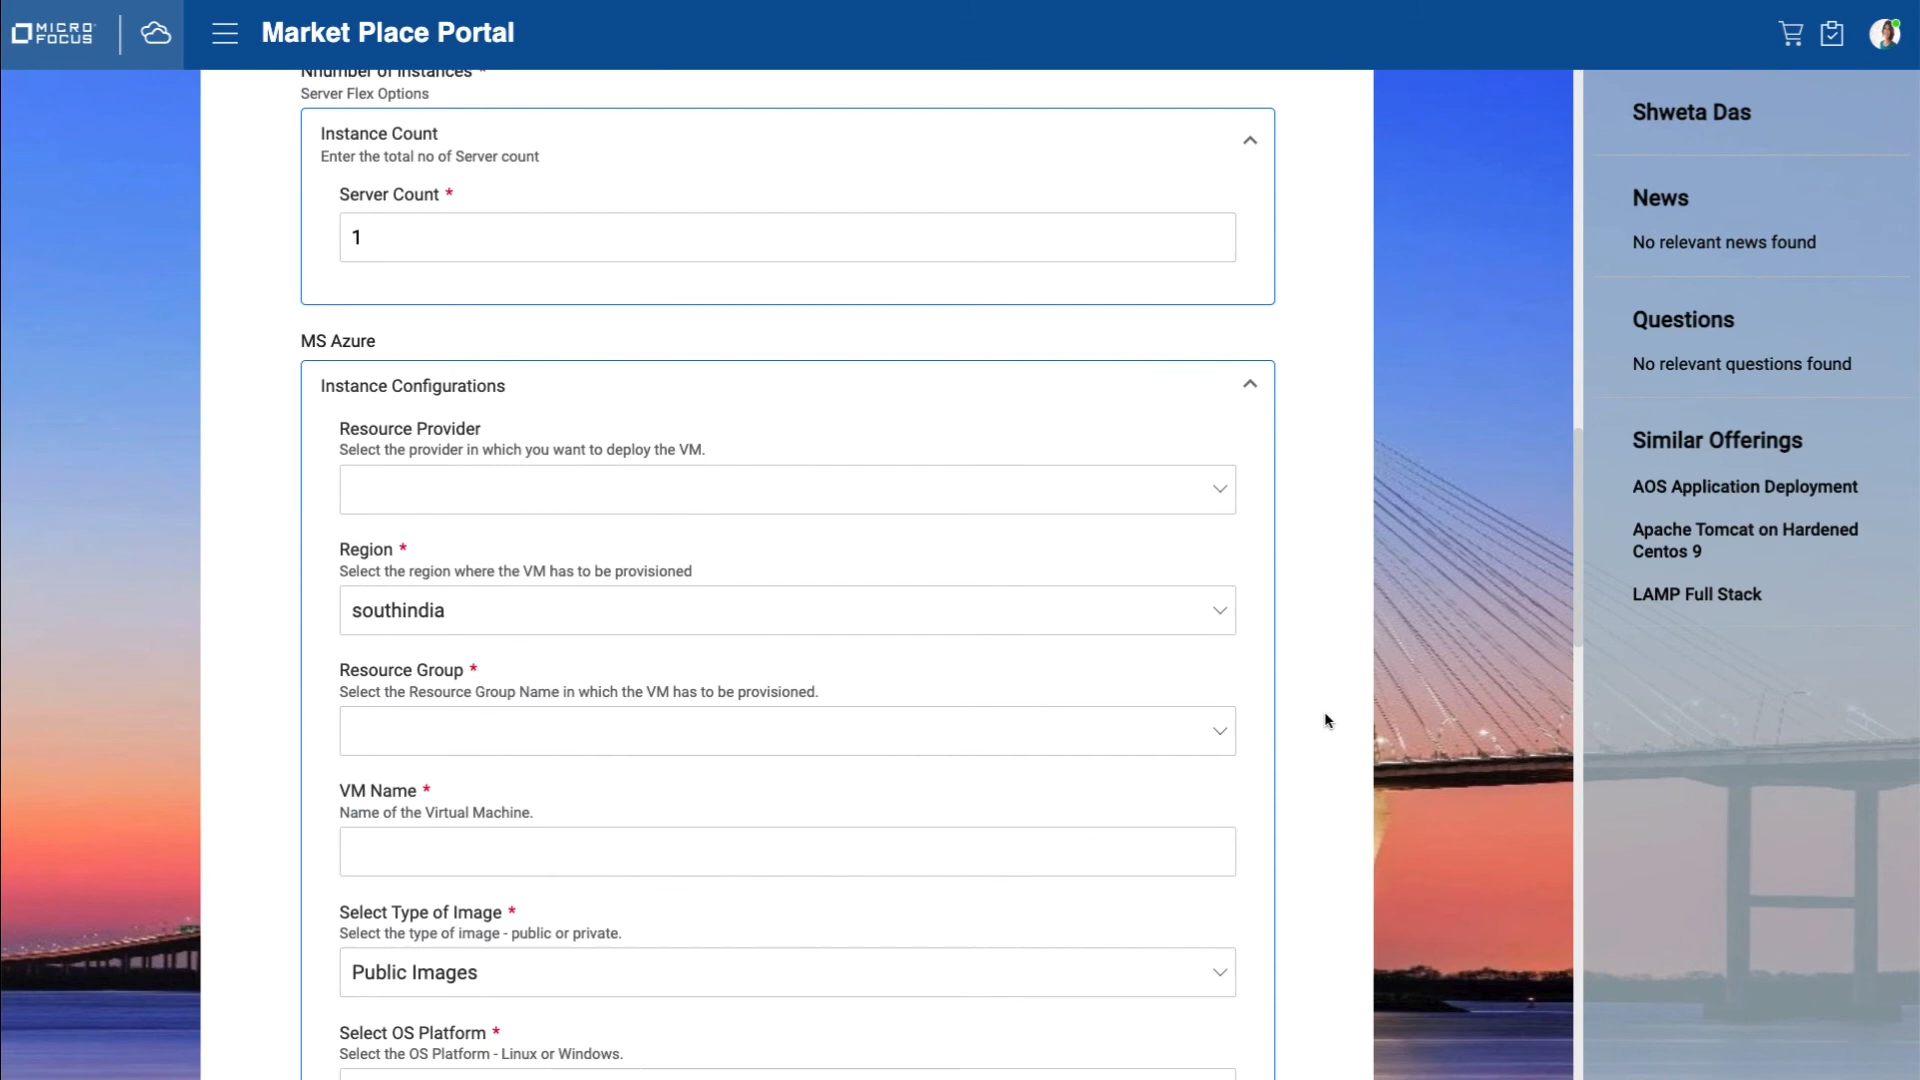 MICRO
FOCUS
Market Place Portal
Nnumber of Instances *
Server Flex Options
Instance Count
Enter the total no of Server count
Server Count *
1
MS Azure
Instance Configurations
Resource Provider
Select the provider in which you want to deploy the VM.
Region *
Select the region where the VM has to be provisioned
southindia
Resource Group *
Select the Resource Group Name in which the VM has to be provisioned.
VM Name *
Name of the Virtual Machine.
Select Type of Image *
Select the type of image - public or private.
Public Images
Select OS Platform *
Select the OS Platform - Linux or Windows.
Shweta Das
News
No relevant news found
Questions
No relevant questions found
Similar Offerings
AOS Application Deployment
Apache Tomcat on Hardened
Centos 9
LAMP Full Stack